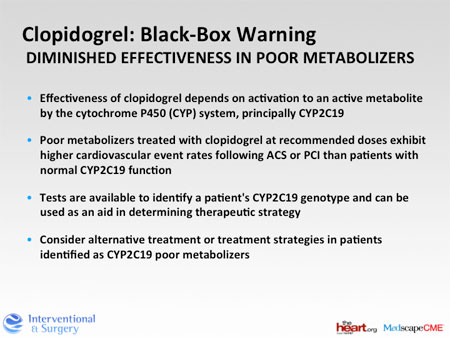 Clopidogrel: Black-Box Warning
DIMINISHED EFFECTIVENESS IN POOR METABOLIZERS
• Effectiveness of clopidogrel depends on activation to an active metabolite
by the cytochrome P450 (CYP) system, principally CYP2C19
• Poor metabolizers treated with clopidogrel at recommended doses exhibit
higher cardiovascular event rates following ACS or PCI than patients with
normal CYP2C19 function
• Tests are available to identify a patient's CYP2C19 genotype and can be
used as an aid in determining therapeutic strategy
• Consider alternative treatment or treatment strategies in patients
identified as CYP2C19 poor metabolizers
Interventional
& Surgery
theheart.org
MedscapeCME